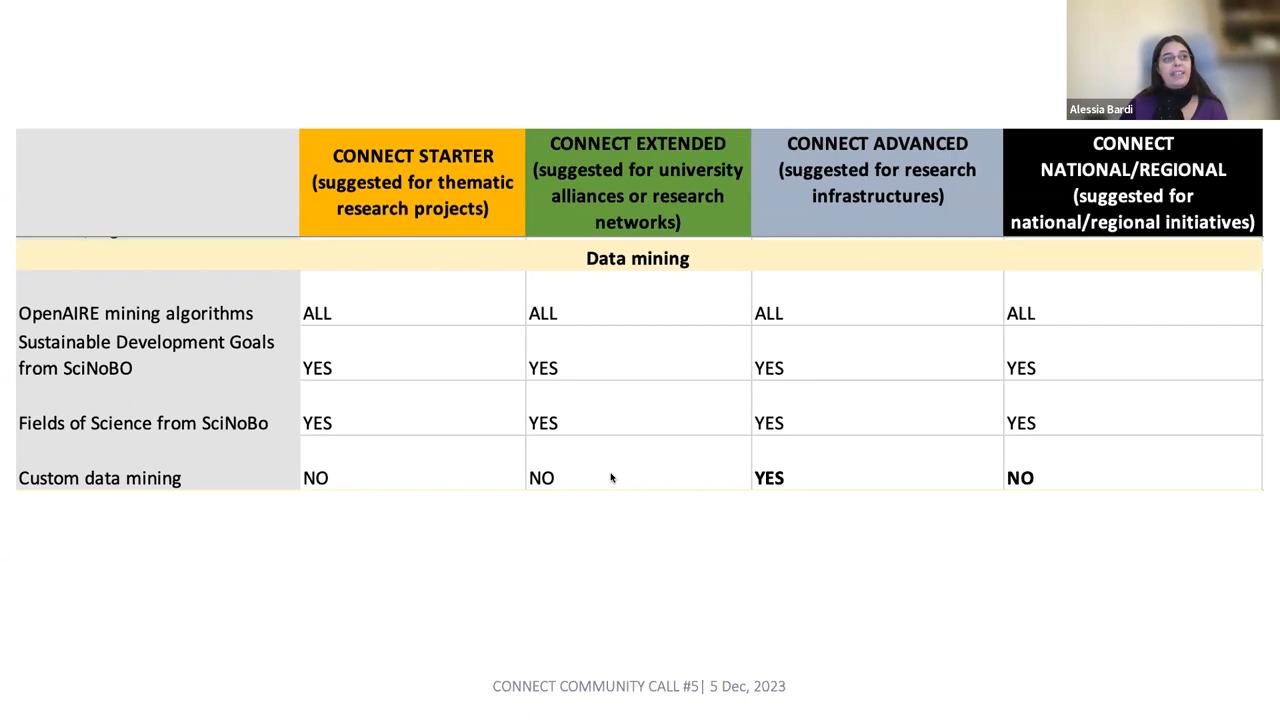 Alessia Bardi
CONNECT STARTER
(suggested for thematic
research projects)
CONNECT EXTENDED
(suggested for university
alliances or research
networks)
CONNECT ADVANCED
(suggested for research
infrastructures)
CONNECT
NATIONAL/REGIONAL
(suggested for
national/regional initiatives)
Data mining
OpenAIRE mining algorithms
ALL
ALL
ALL
ALL
Sustainable Development Goals
from SciNoBO
YES
YES
YES
YES
Fields of Science from SciNoBo
YES
YES
YES
YES
Custom data mining
NO
NO
YES
NO
CONNECT COMMUNITY CALL #5| 5 Dec, 2023